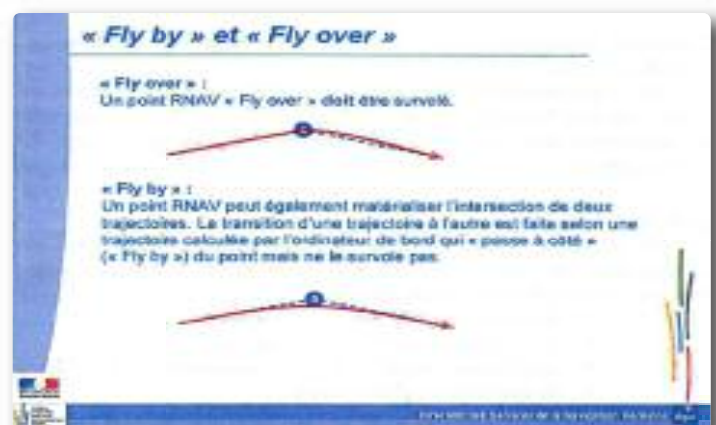 « Fly by » et « Fly over »
« Fly over » :
Un point RNAV « Fly over » doit être survolé.
« Fly by » :
Un point RNAV peut également matérialiser l'intersection de deux
trajectoires. La transition d'une trajectoire à l'autre est faite selon une
trajectoire calculée par l'ordinateur de bord qui « passe à côté »
(« Fly by ») du point mais ne le survole pas.